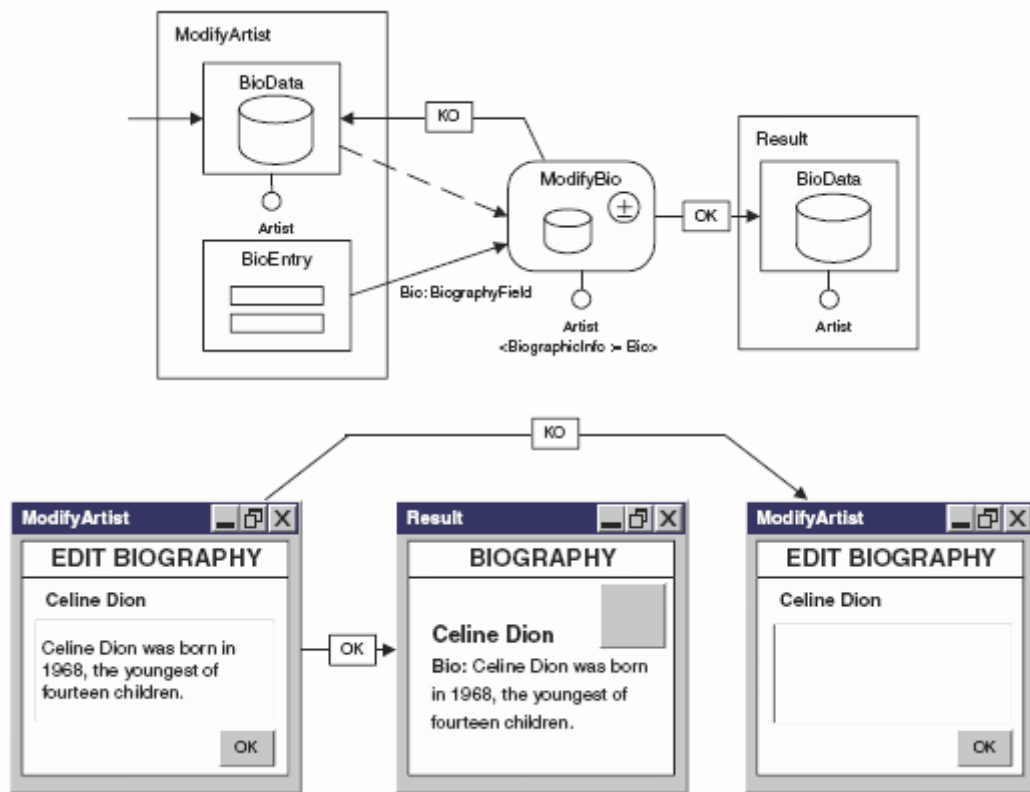 ModifyArtist
BioData
Artist
BioEntry
KO
ModifyBio
Bio: BiographyField
Artist
<BiographicInfo := Bio>
OK
Result
BioData
Artist
KO
ModifyArtist
EDIT BIOGRAPHY
Celine Dion
Celine Dion was born in
1968, the youngest of
fourteen children.
OK
OK
Result
BIOGRAPHY
Celine Dion
Bio: Celine Dion was born
in 1968, the youngest of
fourteen children.
ModifyArtist
EDIT BIOGRAPHY
Celine Dion
OK